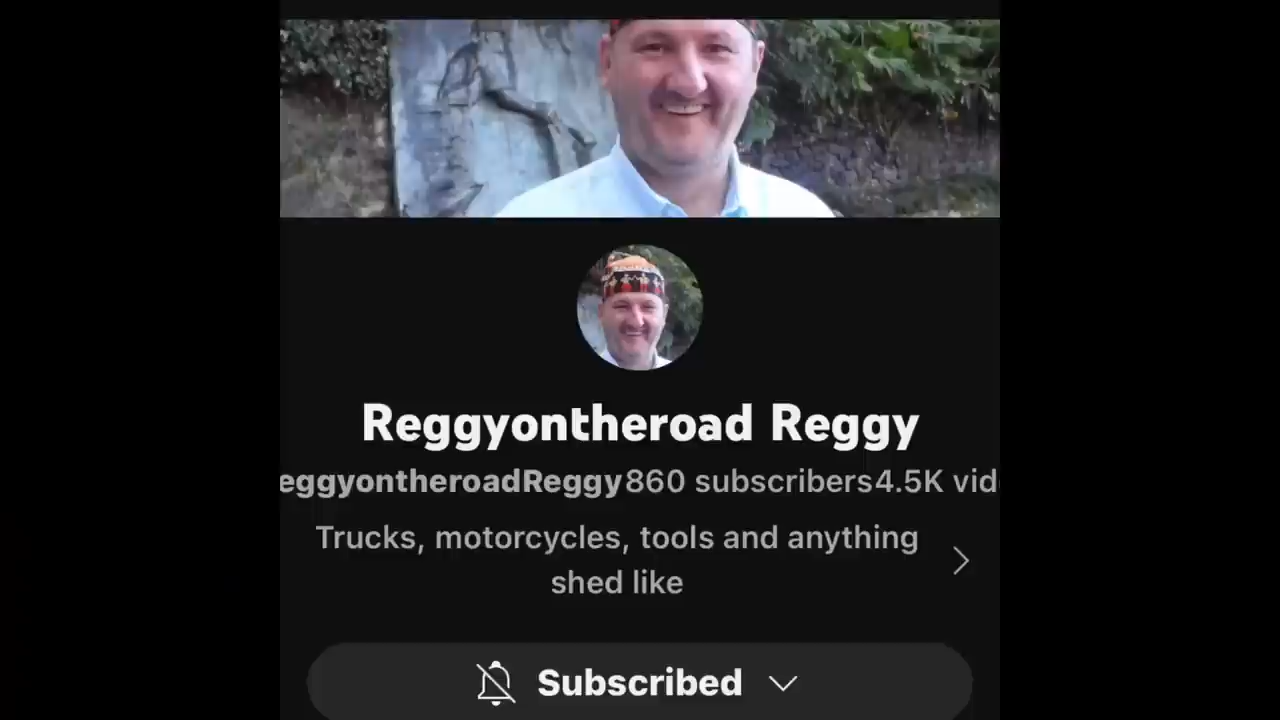 Reggyontheroad Reggy
eggyontheroadReggy860 subscribers4.5K vid
Trucks, motorcycles, tools and anything
shed like
Subscribed